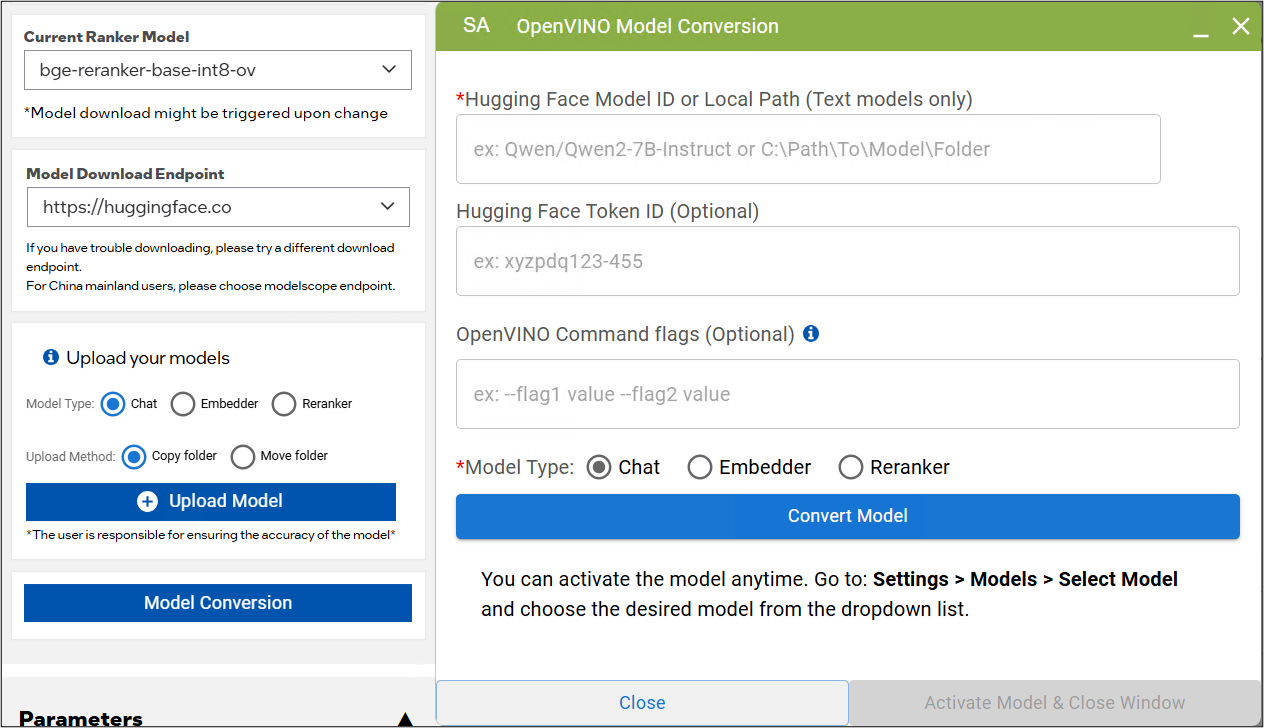 Current Ranker Model
bge-reranker-base-int8-ov
*Model download might be triggered upon change
Model Download Endpoint
https://huggingface.co
If you have trouble downloading, please try a different download
endpoint.
For China mainland users, please choose modelscope endpoint.
Upload your models
Model Type: Chat Embedder Reranker
Upload Method: Copy folder Move folder
Upload Model
*The user is responsible for ensuring the accuracy of the model*
Model Conversion
Parameters
SA OpenVINO Model Conversion
*Hugging Face Model ID or Local Path (Text models only)
ex: Qwen/Qwen2-7B-Instruct or C:\Path\To\Model\Folder
Hugging Face Token ID (Optional)
ex: xyzpdq123-455
OpenVINO Command flags (Optional)
ex: --flag1 value --flag2 value
*Model Type: Chat Embedder Reranker
Convert Model
You can activate the model anytime. Go to: Settings > Models > Select Model
and choose the desired model from the dropdown list.
Close
Activate Model & Close Window